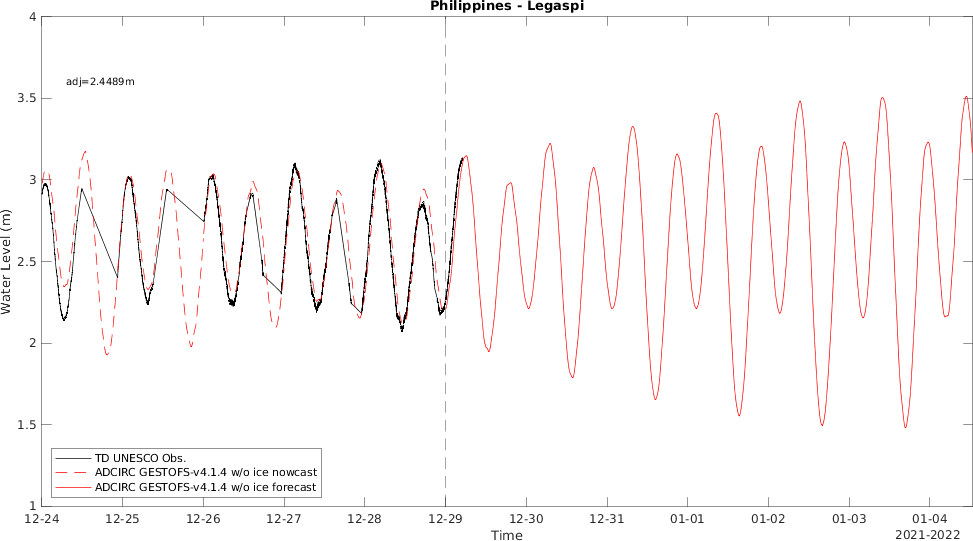 Philippines - Legaspi
adj=2.4489m
4
3.5
3
2.5
2
1.5
1
Water Level (m)
TD UNESCO Obs.
ADCIRC GESTOFS-v4.1.4 w/o ice nowcast
ADCIRC GESTOFS-v4.1.4 w/o ice forecast
12-24 12-25 12-26 12-27 12-28 12-29 12-30 12-31 01-01 01-02 01-03 01-04
Time
2021-2022